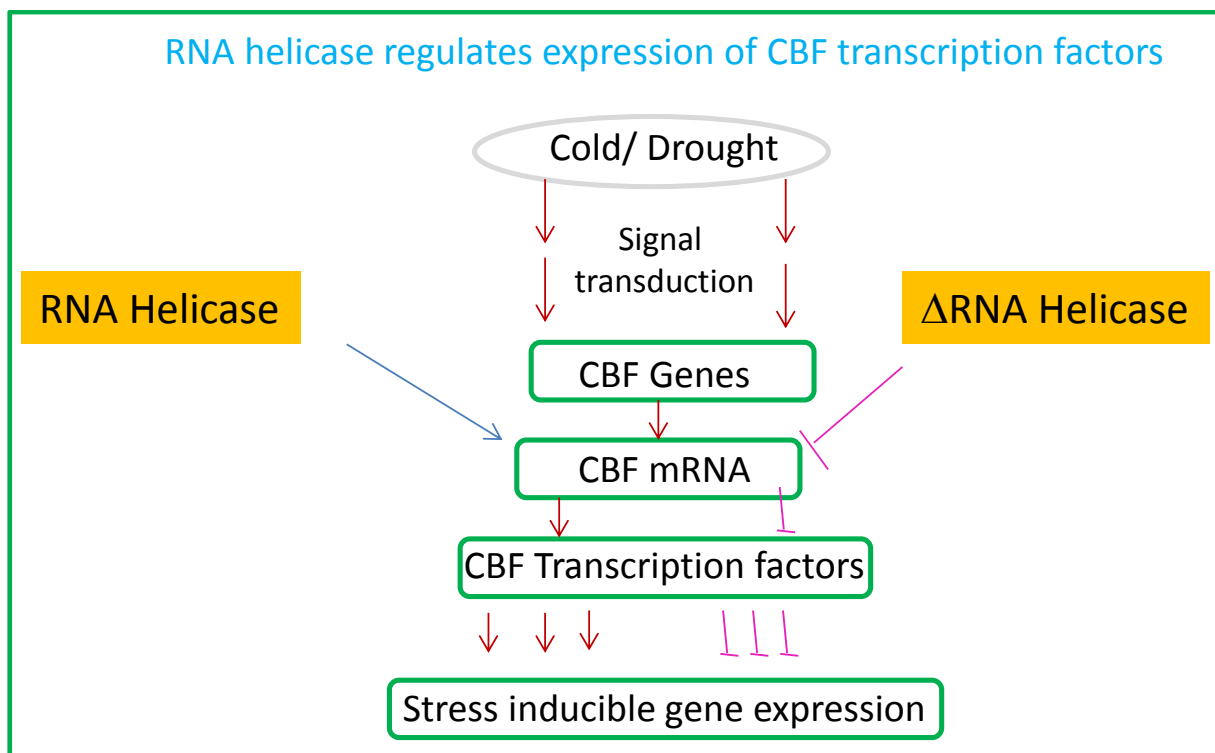 RNA helicase regulates expression of CBF transcription factors
Cold/ Drought
Signal
transduction
RNA Helicase
ΔRNA Helicase
CBF Genes
CBF mRNA
CBF Transcription factors
Stress inducible gene expression